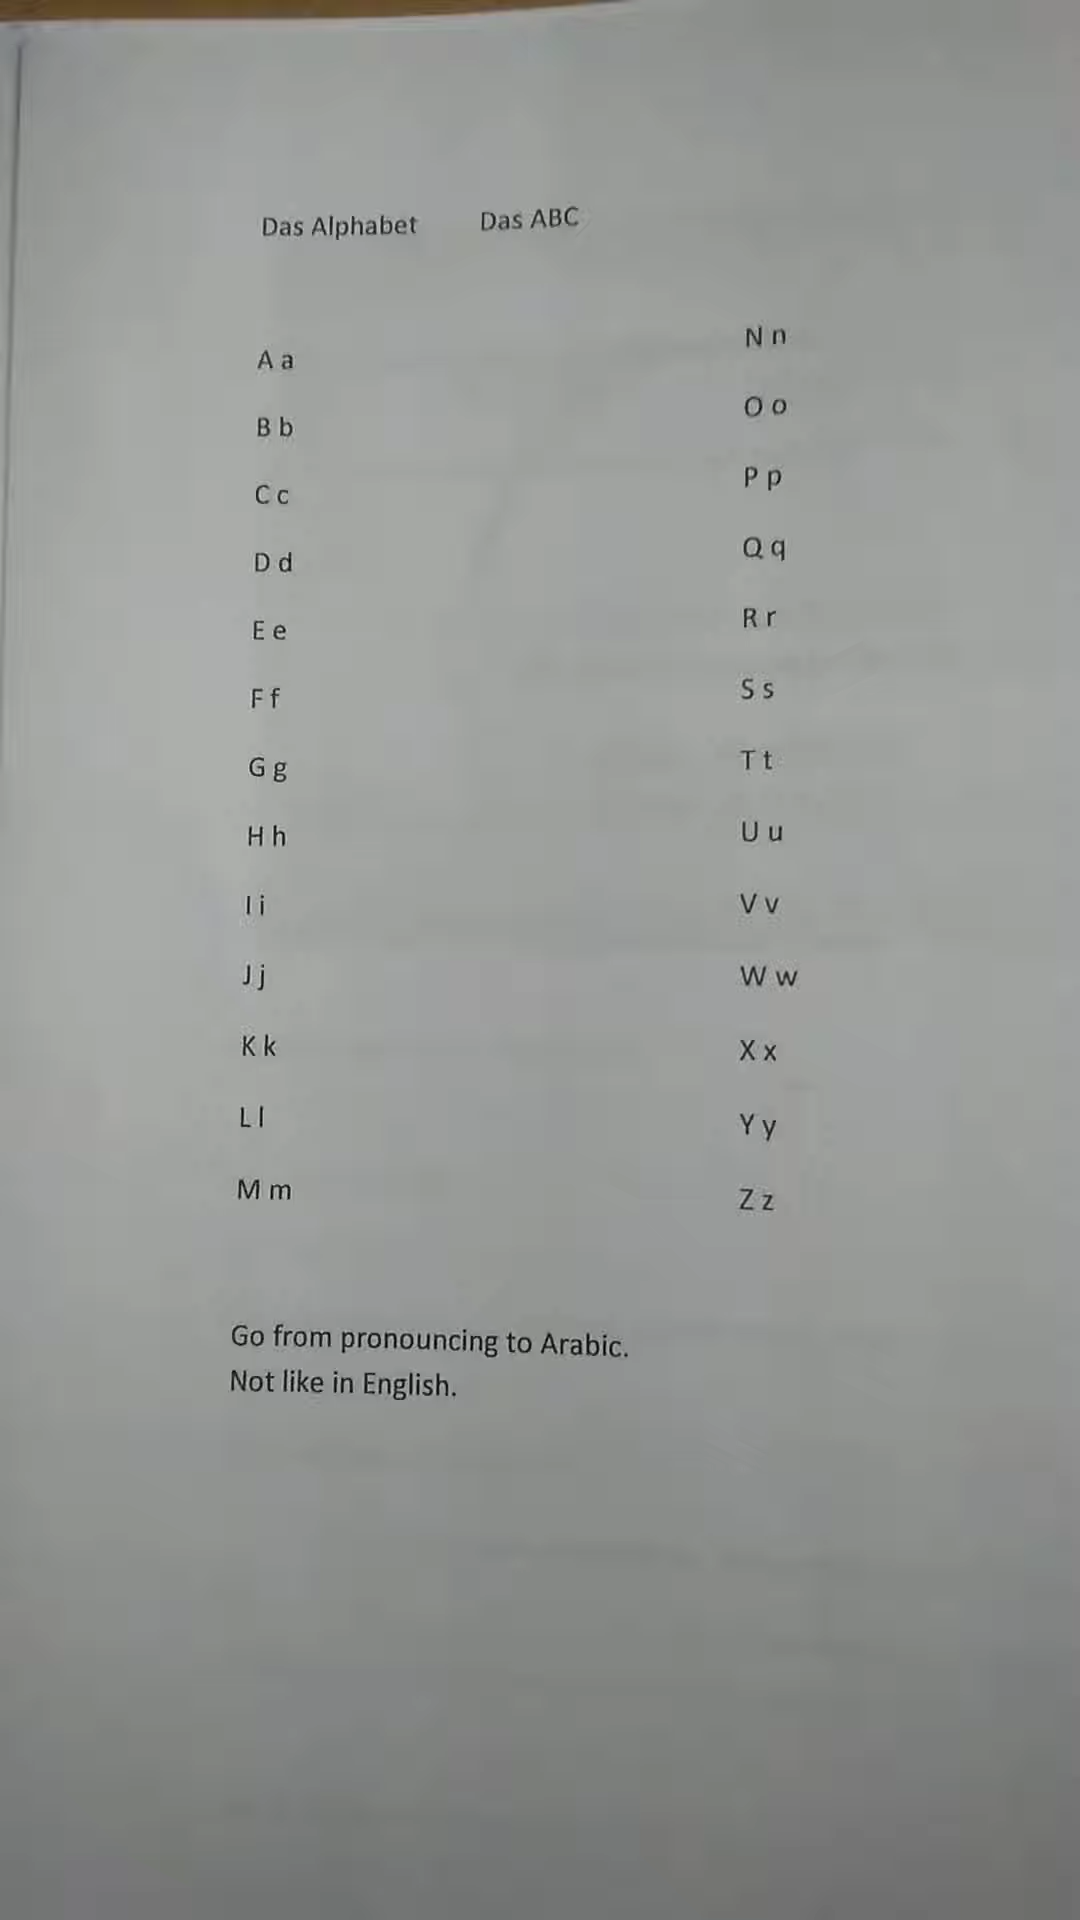 Das Alphabet Das ABC
A a
B b
C c
D d
E e
F f
G g
H h
I i
J j
K k
L l
M m
N n
O o
P p
Q q
R r
S s
T t
U u
V v
W w
X x
Y y
Z z
Go from pronouncing to Arabic.
Not like in English.